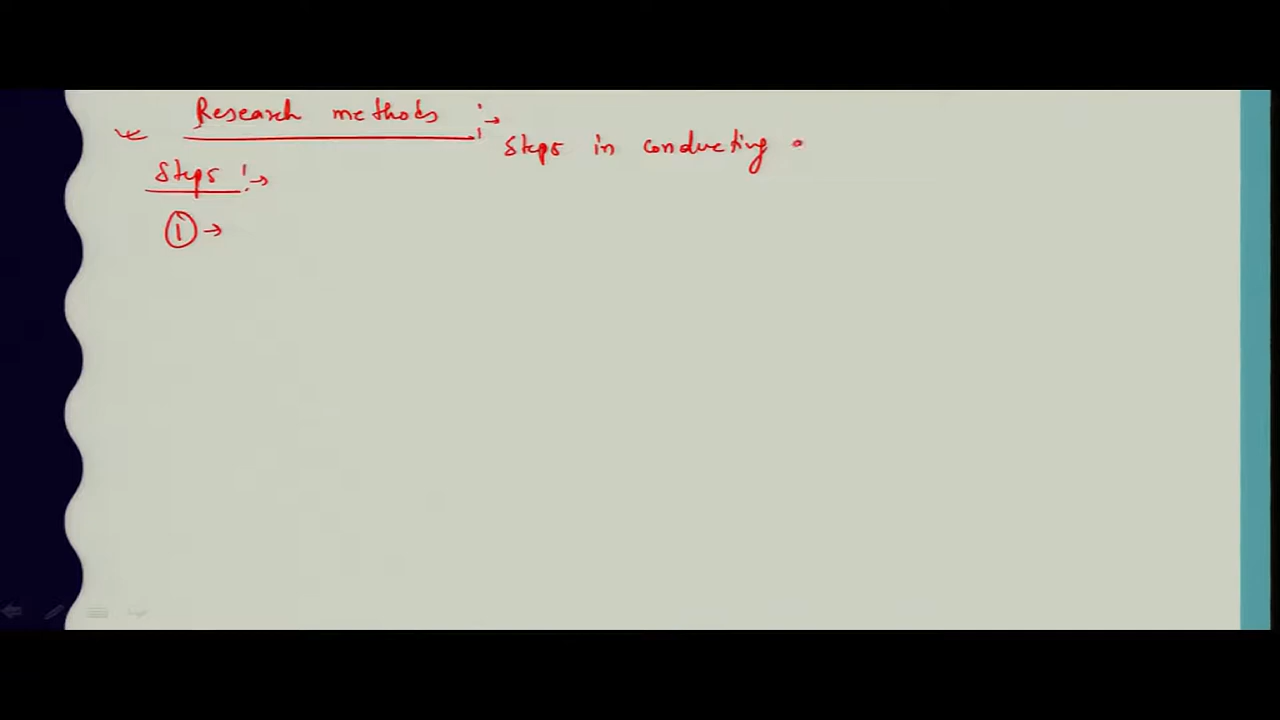 Research methods :→
Steps in conducting
Steps :→
① →